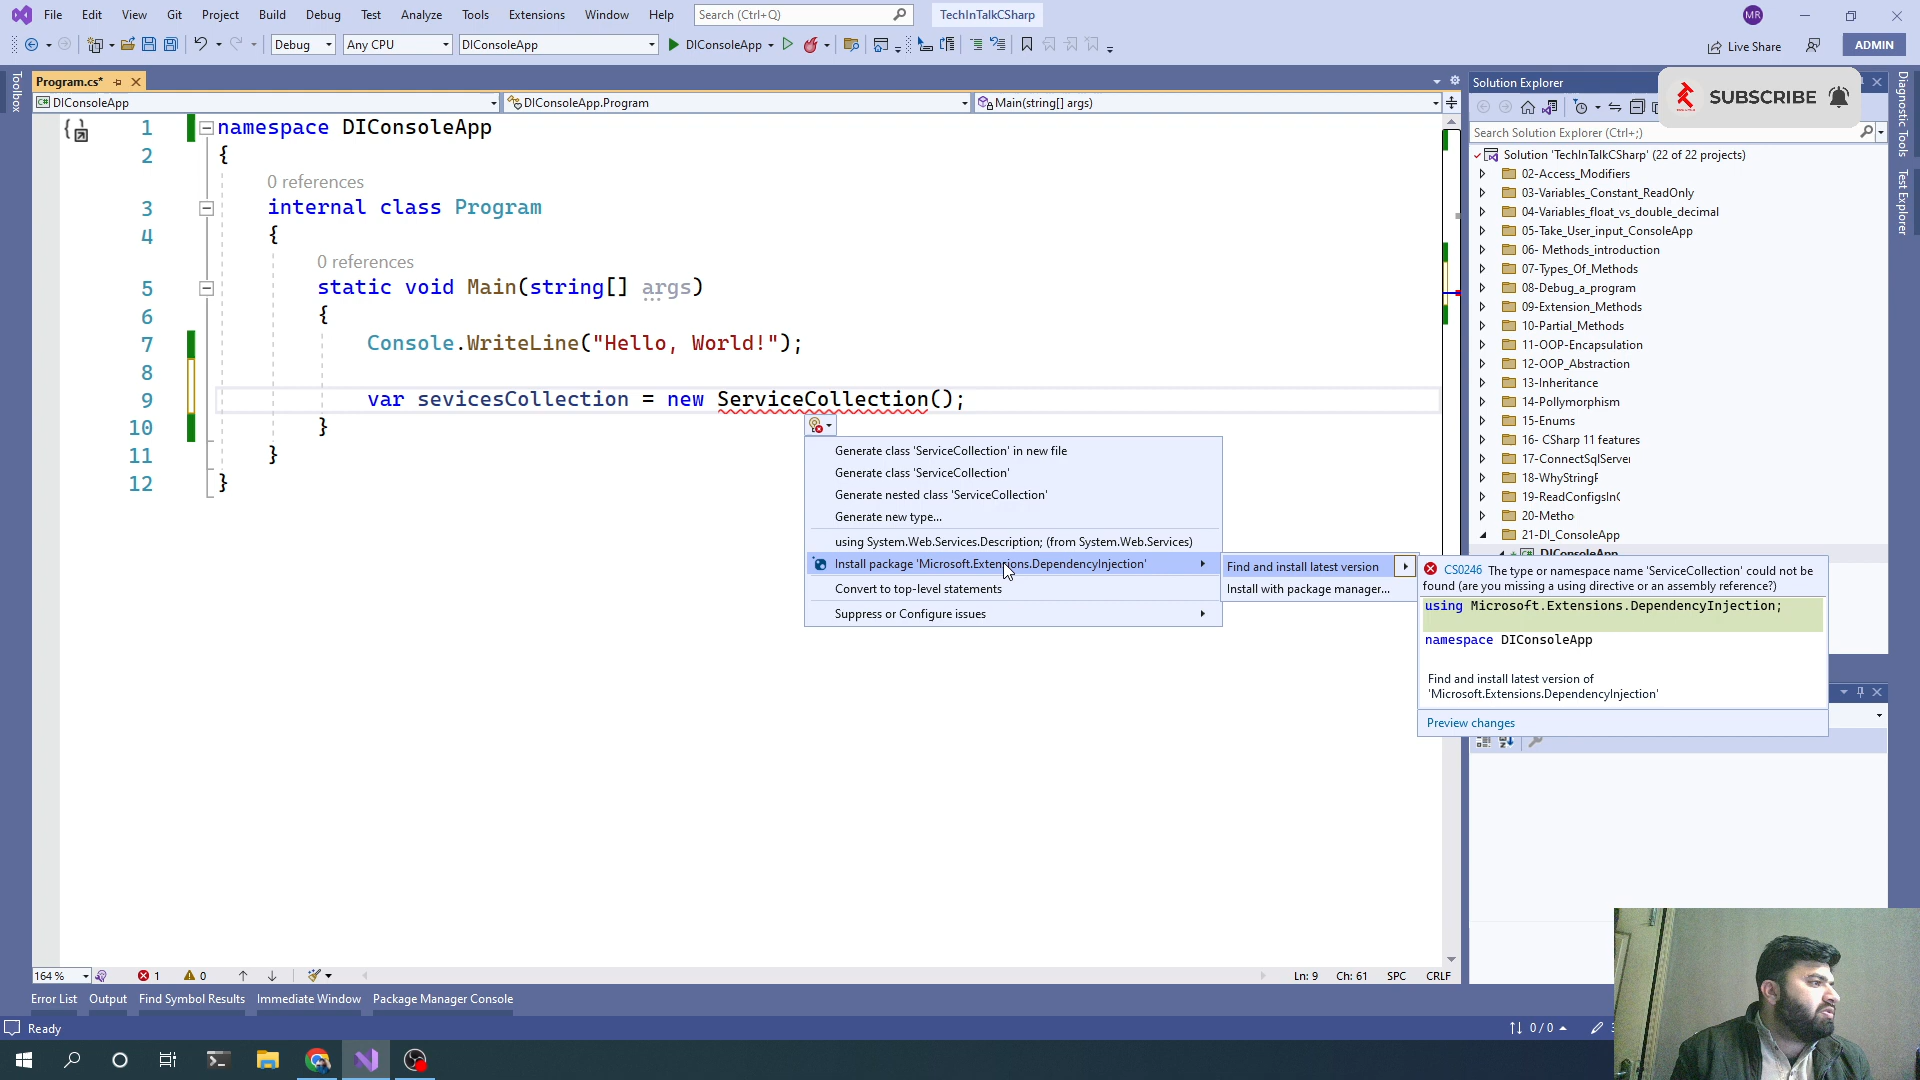 File Edit View Git Project Build Debug Test Analyze Tools Extensions Window Help Search (Ctrl+Q) TechInTalkCSharp MR
Debug Any CPU DIConsoleApp DIConsoleApp Live Share ADMIN
Toolbox
Program.cs*
DIConsoleApp DIConsoleApp.Program Main(string[] args)
1 namespace DIConsoleApp
2 {
0 references
3 internal class Program
4 {
0 references
5 static void Main(string[] args)
6 {
7 Console.WriteLine("Hello, World!");
8
9 var sevicesCollection = new ServiceCollection();
10 }
11 }
12 }
Generate class 'ServiceCollection' in new file
Generate class 'ServiceCollection'
Generate nested class 'ServiceCollection'
Generate new type...
using System.Web.Services.Description; (from System.Web.Services)
Install package 'Microsoft.Extensions.DependencyInjection'
Convert to top-level statements
Suppress or Configure issues
Find and install latest version
Install with package manager...
CS0246 The type or namespace name 'ServiceCollection' could not be
found (are you missing a using directive or an assembly reference?)
using Microsoft.Extensions.DependencyInjection;
namespace DIConsoleApp
Find and install latest version of
'Microsoft.Extensions.DependencyInjection'
Preview changes
Solution Explorer
SUBSCRIBE
Search Solution Explorer (Ctrl+;)
Solution 'TechInTalkCSharp' (22 of 22 projects)
02-Access_Modifiers
03-Variables_Constant_ReadOnly
04-Variables_float_vs_double_decimal
05-Take_User_input_ConsoleApp
06- Methods_introduction
07-Types_Of_Methods
08-Debug_a_program
09-Extension_Methods
10-Partial_Methods
11-OOP-Encapsulation
12-OOP_Abstraction
13-Inheritance
14-Pollymorphism
15-Enums
16- CSharp 11 features
17-ConnectSqlServer
18-WhyString
19-ReadConfigsIn
20-Metho
21-DI_ConsoleApp
DIConsoleApp
Diagnostic Tools
Test Explorer
164 % 1 0 Ln: 9 Ch: 61 SPC CRLF
Error List Output Find Symbol Results Immediate Window Package Manager Console
Ready 0 / 0